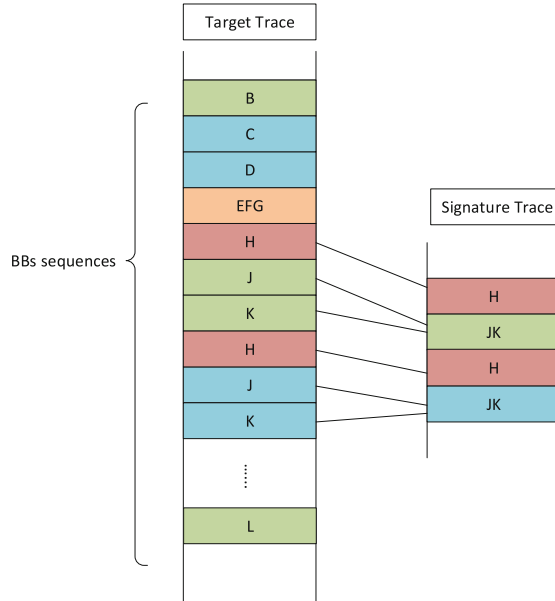 Target Trace
B
C
D
EFG
H
J
K
H
J
K
......
L
BBs sequences
Signature Trace
H
JK
H
JK